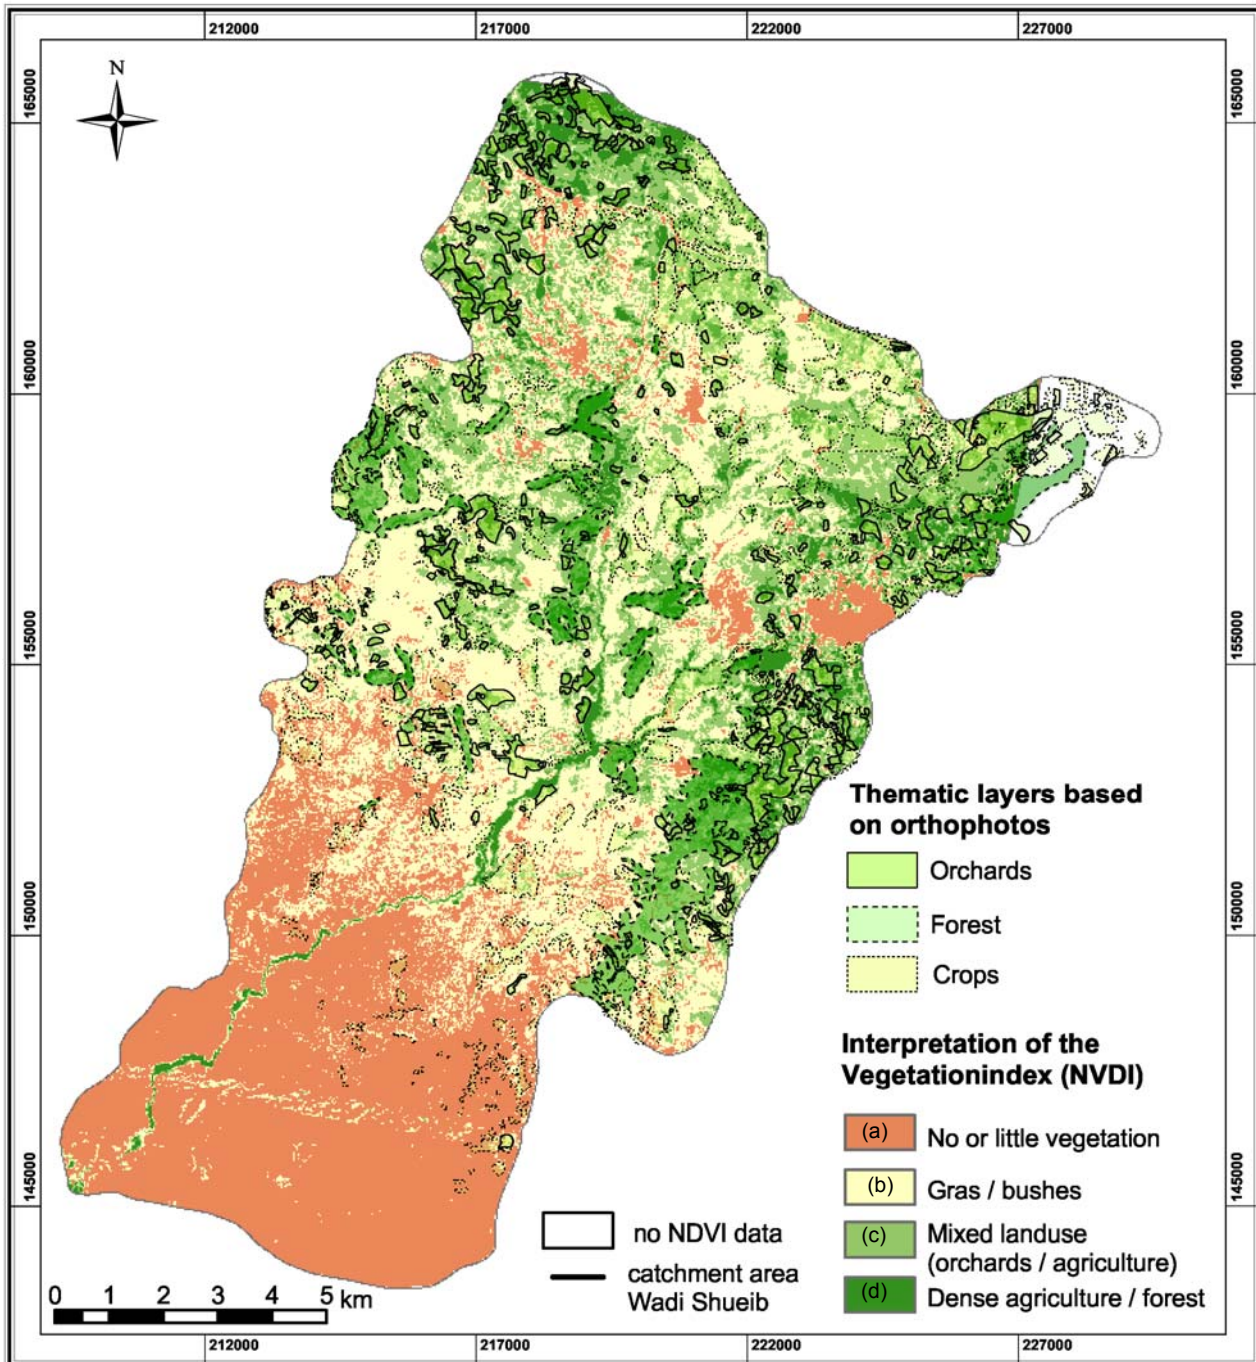 212000
217000
222000
227000
165000
160000
155000
150000
145000
165000
160000
155000
150000
145000
N
Thematic layers based
on orthophotos
Orchards
Forest
Crops
Interpretation of the
Vegetationindex (NVDI)
(a) No or little vegetation
(b) Gras / bushes
(c) Mixed landuse
(orchards / agriculture)
(d) Dense agriculture / forest
no NDVI data
catchment area
Wadi Shueib
0 1 2 3 4 5 km
212000
217000
222000
227000